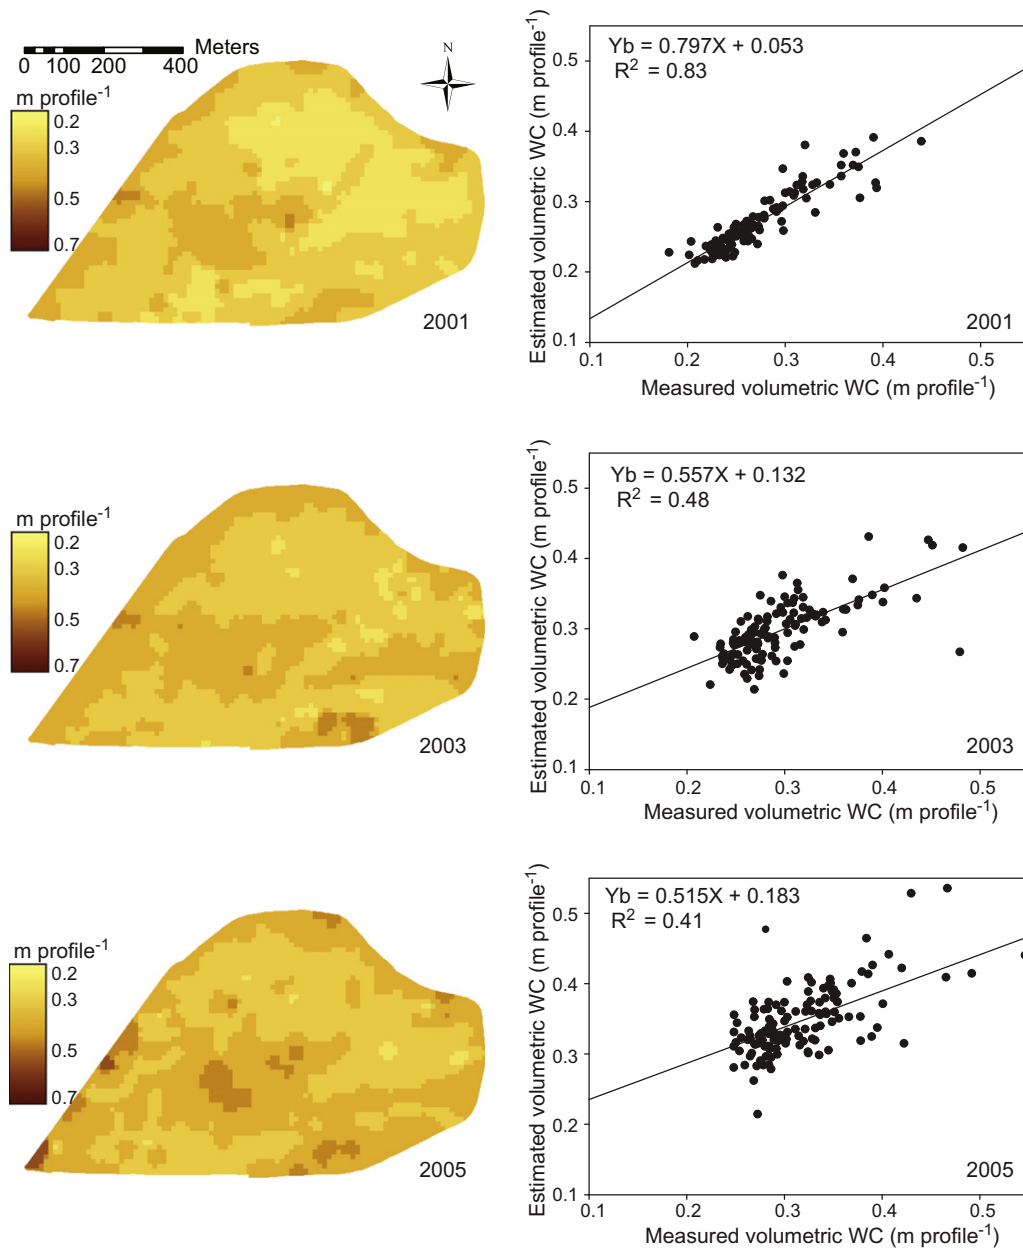 Meters
0 100 200 400
N
m profile-1
0.2
0.3
0.5
0.7
2001
Yb = 0.797X + 0.053
R2 = 0.83
Estimated volumetric WC (m profile-1)
0.5
0.4
0.3
0.2
0.1
0.1 0.2 0.3 0.4 0.5
2001
Measured volumetric WC (m profile-1)
m profile-1
0.2
0.3
0.5
0.7
2003
Yb = 0.557X + 0.132
R2 = 0.48
Estimated volumetric WC (m profile-1)
0.5
0.4
0.3
0.2
0.1
0.1 0.2 0.3 0.4 0.5
2003
Measured volumetric WC (m profile-1)
m profile-1
0.2
0.3
0.5
0.7
2005
Yb = 0.515X + 0.183
R2 = 0.41
Estimated volumetric WC (m profile-1)
0.5
0.4
0.3
0.2
0.1
0.1 0.2 0.3 0.4 0.5
2005
Measured volumetric WC (m profile-1)